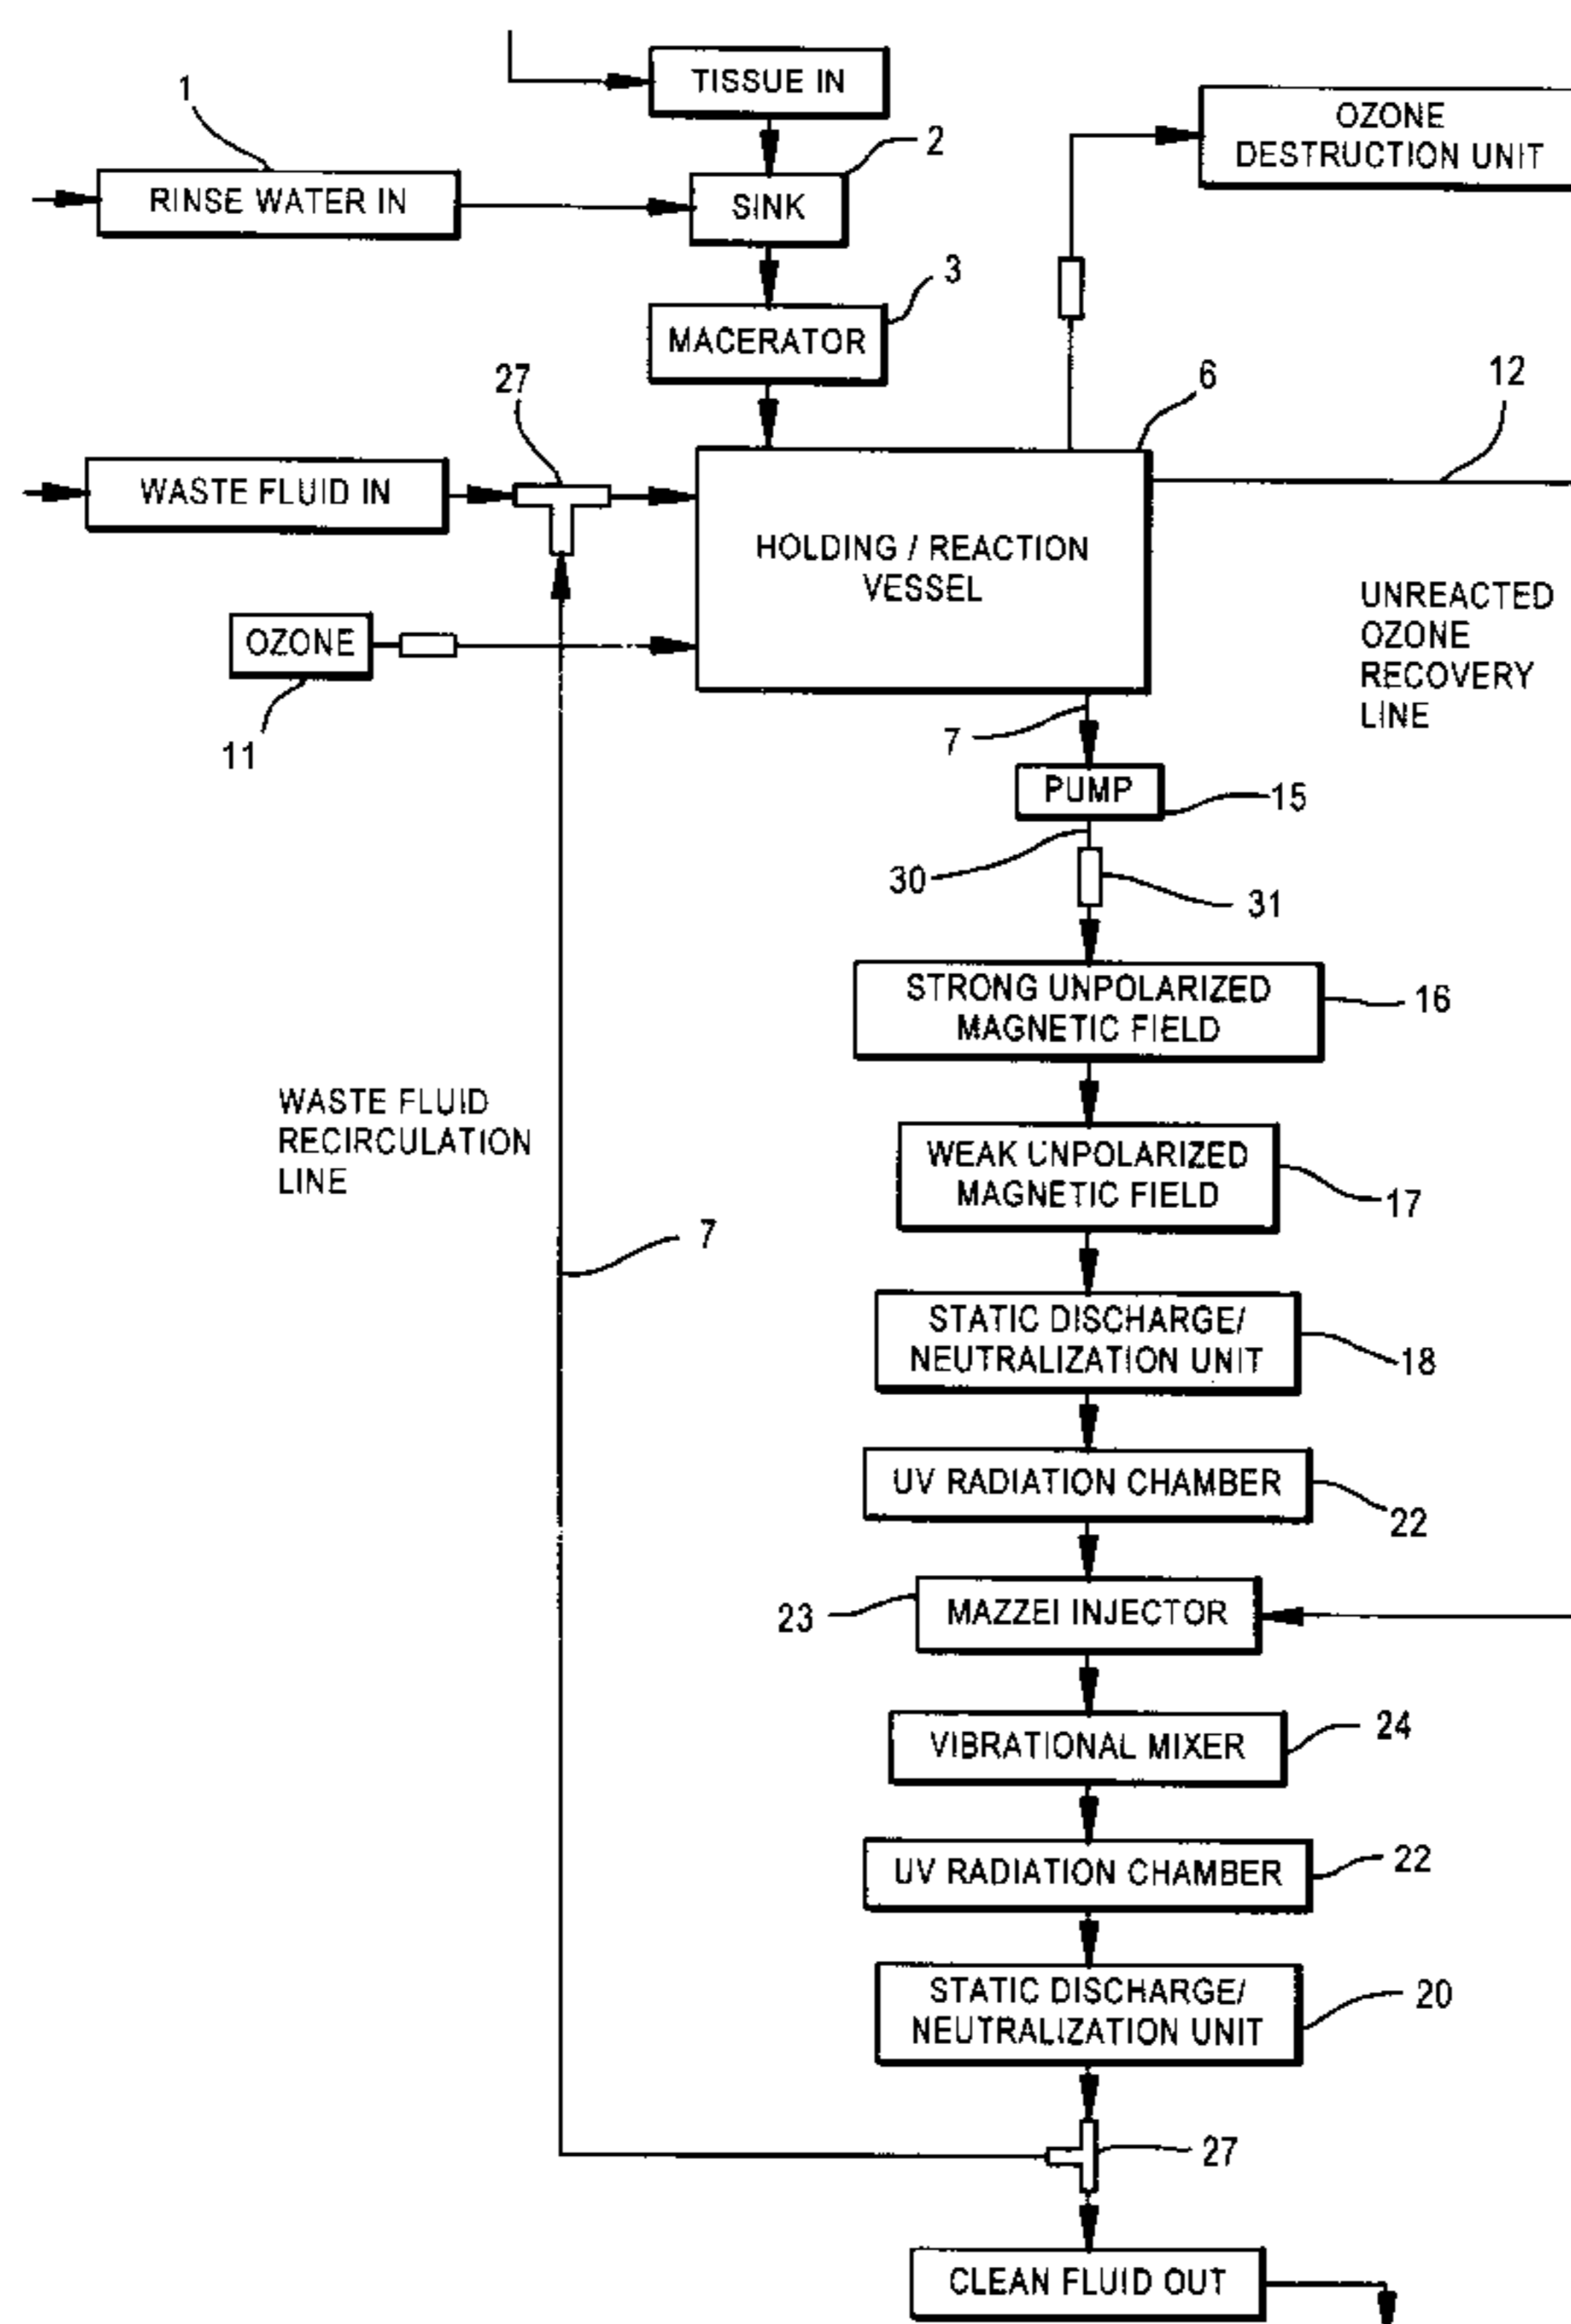 TISSUE IN
OZONE
DESTRUCTION UNIT
1
2
RINSE WATER IN
SINK
3
MACERATOR
27
6
12
WASTE FLUID IN
HOLDING / REACTION
VESSEL
UNREACTED
OZONE
RECOVERY
LINE
OZONE
11
7
PUMP
15
30
31
STRONG UNPOLARIZED
MAGNETIC FIELD
16
WASTE FLUID
RECIRCULATION
LINE
WEAK UNPOLARIZED
MAGNETIC FIELD
17
7
STATIC DISCHARGE/
NEUTRALIZATION UNIT
18
UV RADIATION CHAMBER
22
23
MAZZEI INJECTOR
VIBRATIONAL MIXER
24
UV RADIATION CHAMBER
22
STATIC DISCHARGE/
NEUTRALIZATION UNIT
20
27
CLEAN FLUID OUT